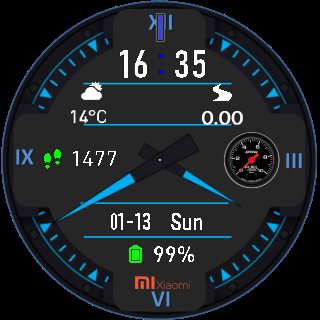 XII
16:35
14°C 0.00
IX 1477 III
01-13 Sun
99%
MI Xiaomi
VI